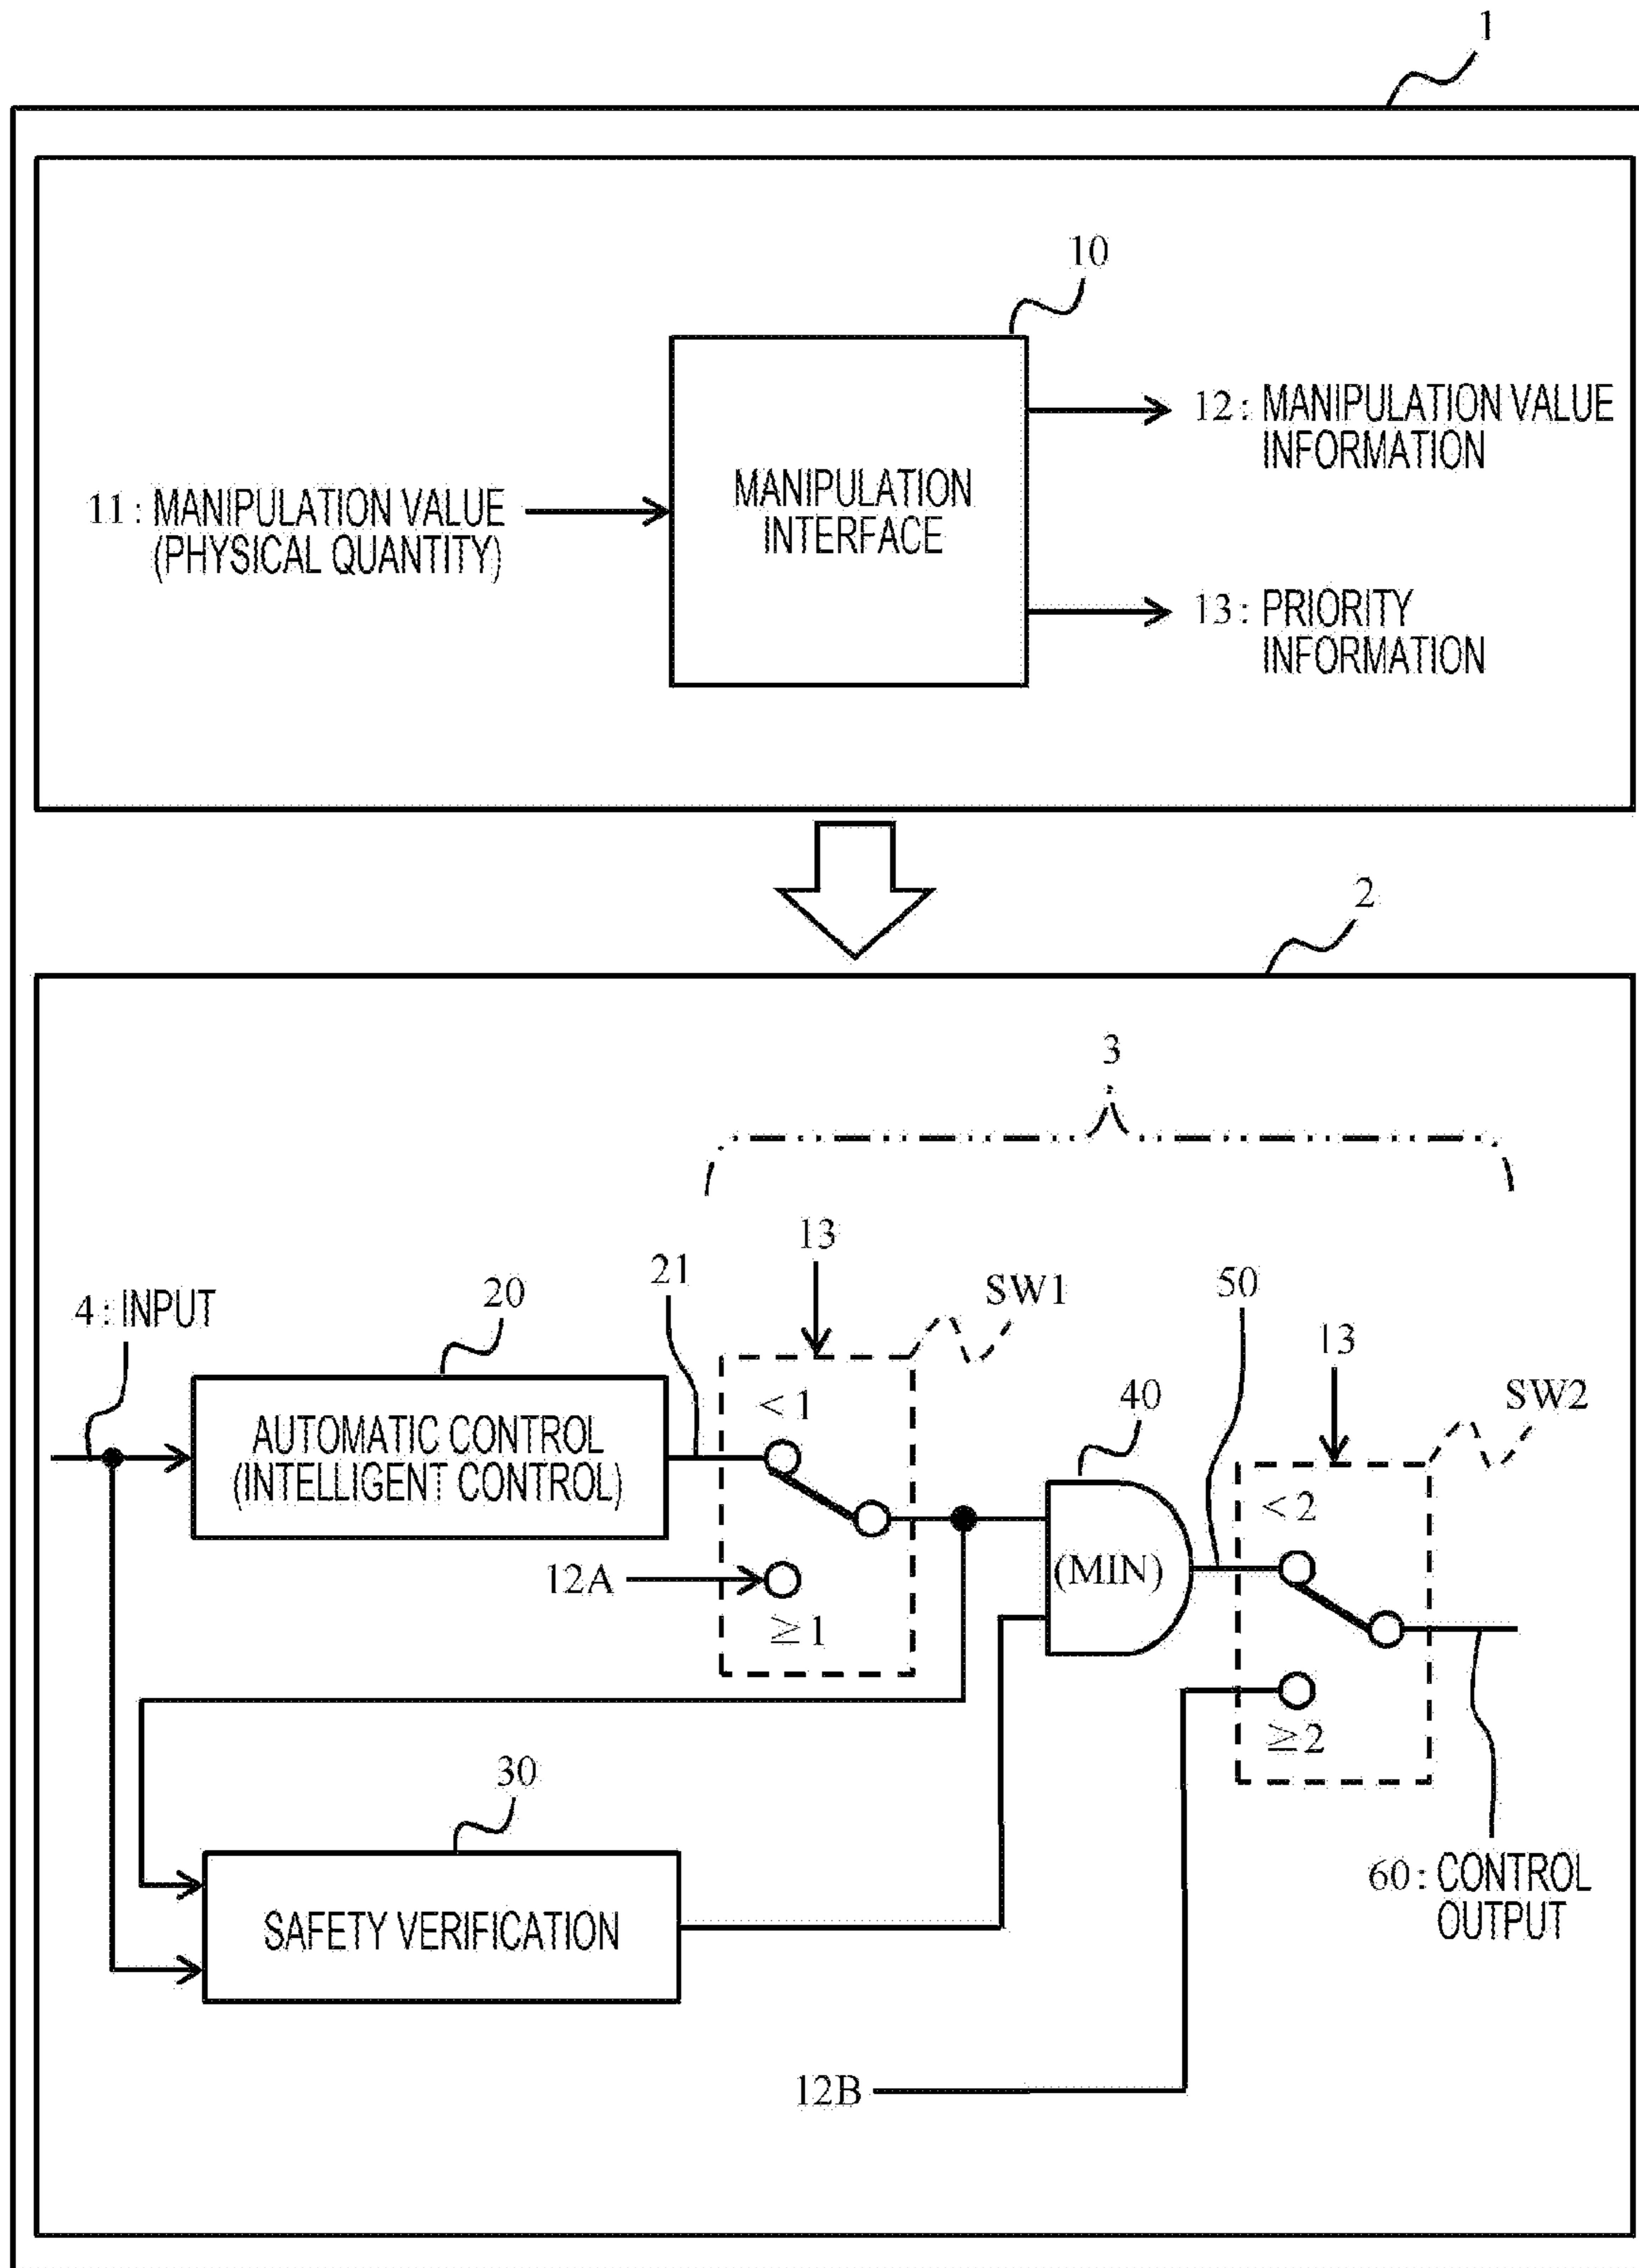 1
10
12: MANIPULATION VALUE
INFORMATION
MANIPULATION
INTERFACE
11: MANIPULATION VALUE
(PHYSICAL QUANTITY)
13: PRIORITY
INFORMATION
2
3
13
21
SW1
50
4: INPUT
20
13
< 1
40
SW2
AUTOMATIC CONTROL
(INTELLIGENT CONTROL)
< 2
12A
(MIN)
≧1
≧2
30
60: CONTROL
OUTPUT
SAFETY VERIFICATION
12B